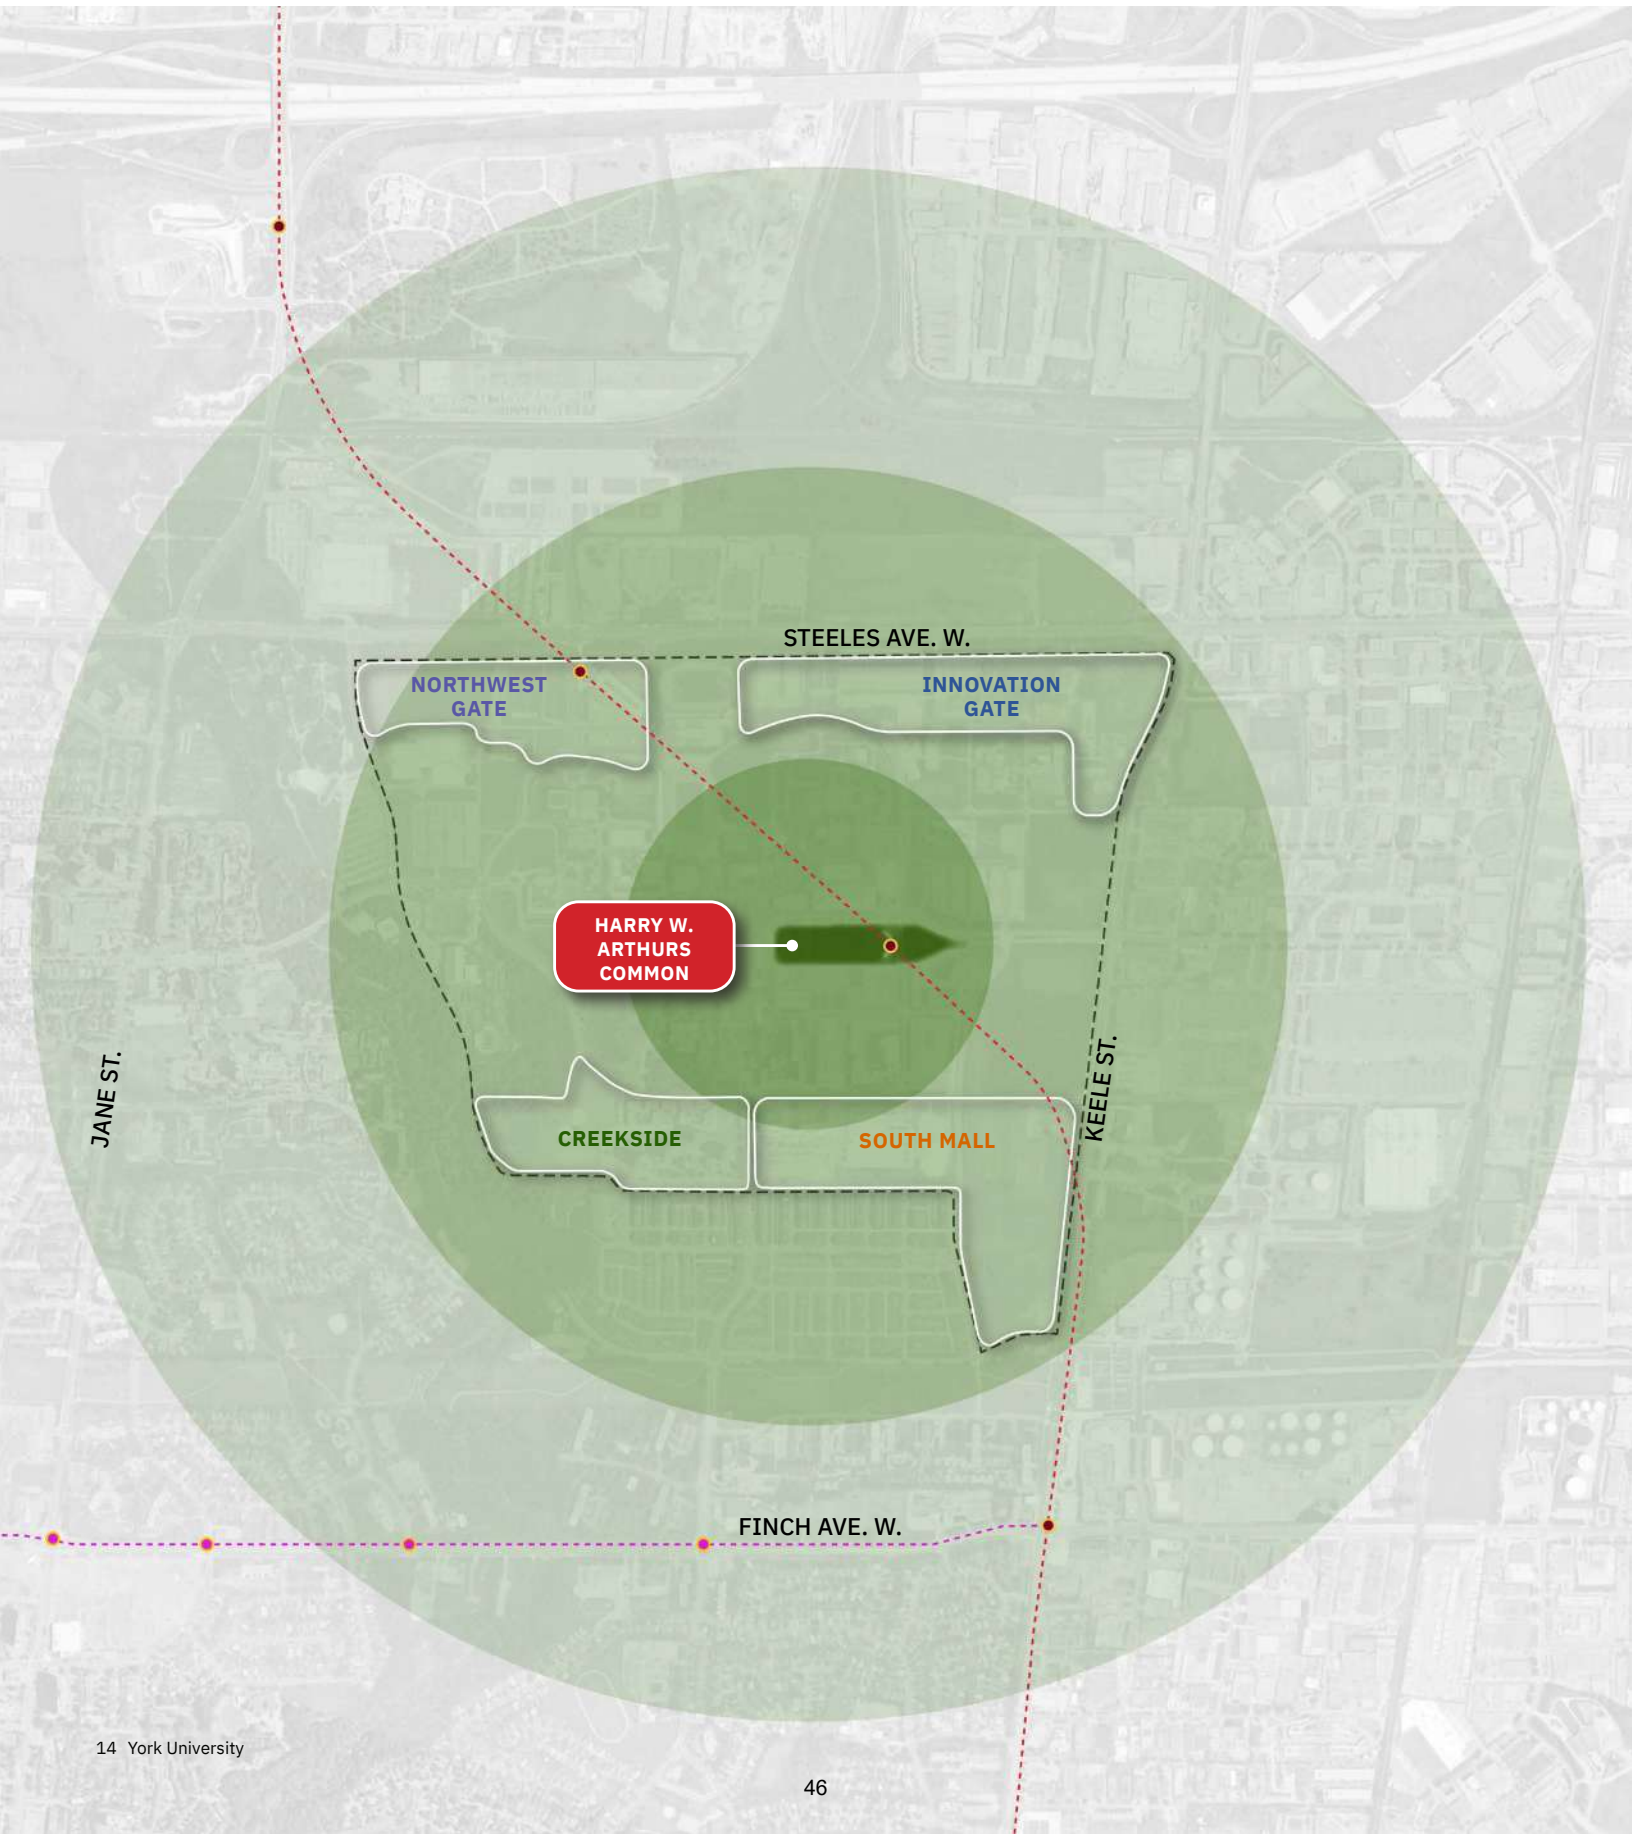 STEELES AVE. W.
NORTHWEST
GATE
INNOVATION
GATE
HARRY W.
ARTHURS
COMMON
JANE ST.
KEELE ST.
CREEKSIDE
SOUTH MALL
FINCH AVE. W.
14 York University
46